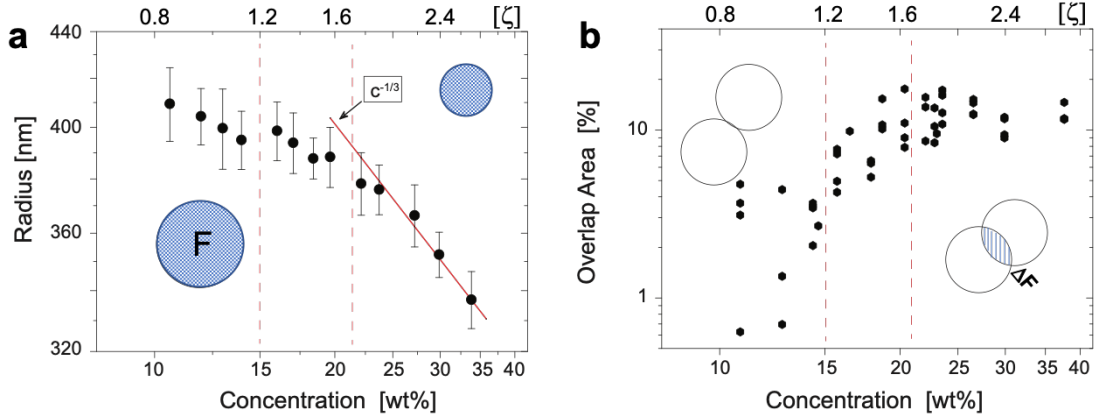 a
0.8 1.2 1.6 2.4 [ζ]
440
400
360
320
Radius [nm]
c-1/3
F
10 15 20 25 30 35 40
Concentration [wt%]
b
0.8 1.2 1.6 2.4 [ζ]
10
1
Overlap Area [%]
ΔF
10 15 20 25 30 35 40
Concentration [wt%]